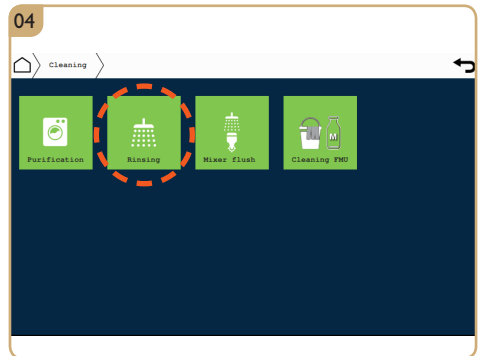 04
Cleaning
Purification
Rinsing
Mixer flush
Cleaning FMU
M